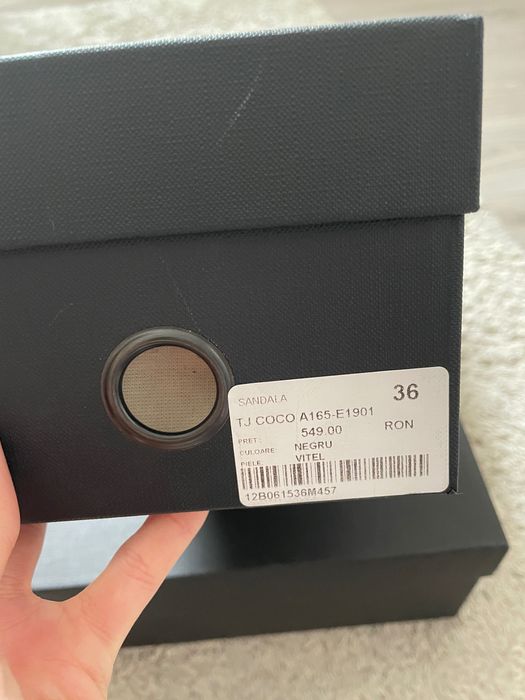 SANDALA 36
TJ COCO A165-E1901
PRET: 549.00 RON
CULOARE: NEGRU
PIELE: VITEL
12B061536M457